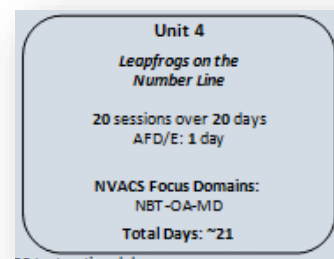 Unit 4
Leapfrogs on the
Number Line
20 sessions over 20 days
AFD/E: 1 day
NVACS Focus Domains:
NBT-OA-MD
Total Days: ~21